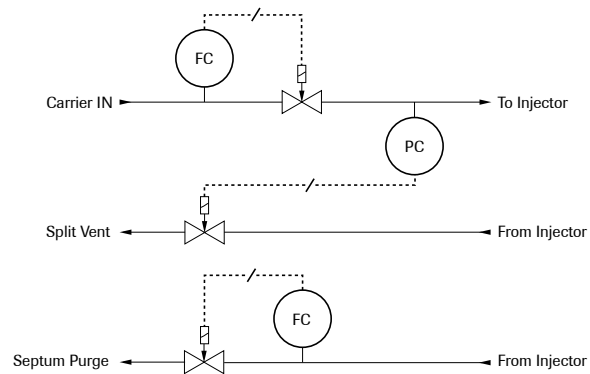 FC
Carrier IN
To Injector
PC
Split Vent
From Injector
FC
Septum Purge
From Injector